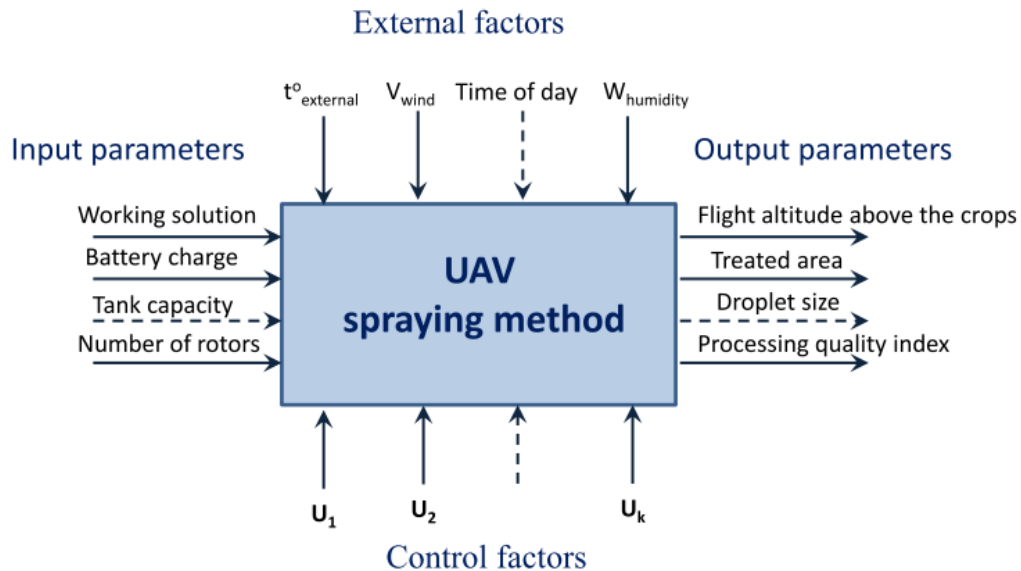 External factors
t°external Vwind Time of day Whumidity
Input parameters
Output parameters
Working solution
Battery charge
Tank capacity
Number of rotors
UAV
spraying method
Flight altitude above the crops
Treated area
Droplet size
Processing quality index
U1 U2 Uk
Control factors